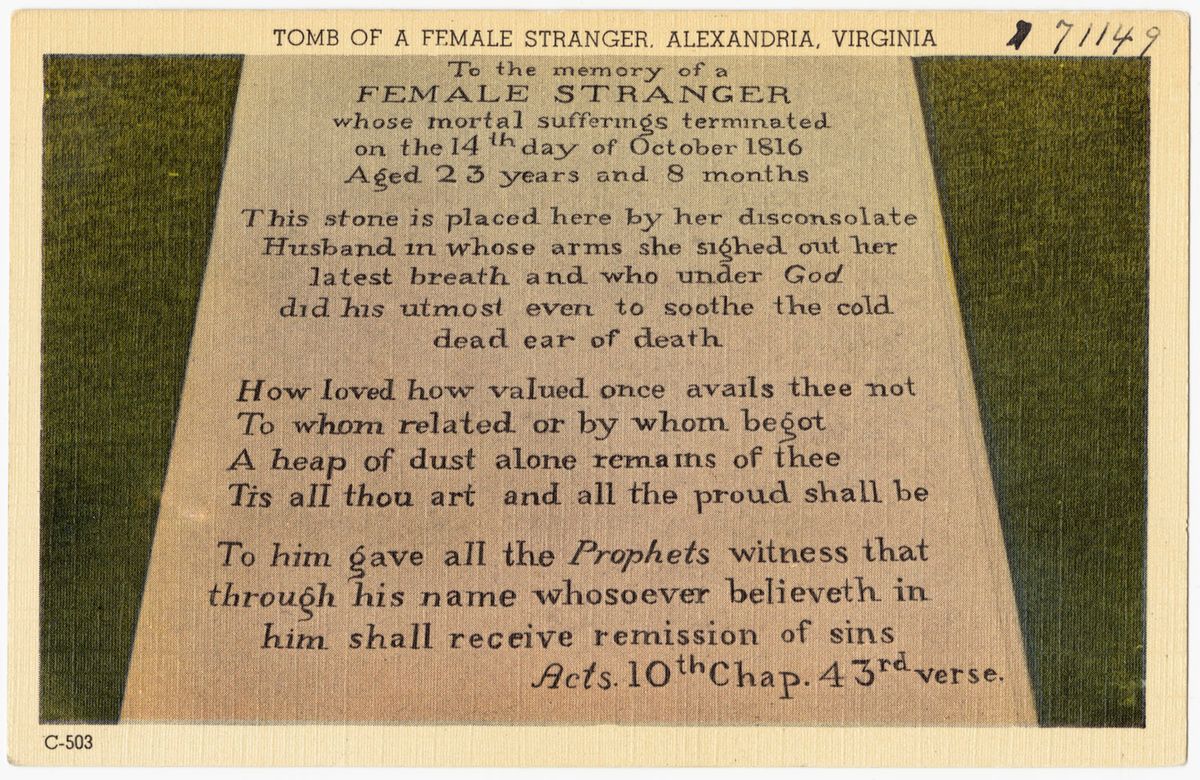 TOMB OF A FEMALE STRANGER. ALEXANDRIA, VIRGINIA
71149
To the memory of a
FEMALE STRANGER
whose mortal sufferings terminated
on the 14th day of October 1816
Aged 23 years and 8 months
This stone is placed here by her disconsolate
Husband in whose arms she sighed out her
latest breath and who under God
did his utmost even to soothe the cold
dead ear of death
How loved how valued once avails thee not
To whom related or by whom begot
A heap of dust alone remains of thee
Tis all thou art and all the proud shall be
To him gave all the Prophets witness that
through his name whosoever believeth in
him shall receive remission of sins
Acts. 10th Chap. 43rd verse.
C-503